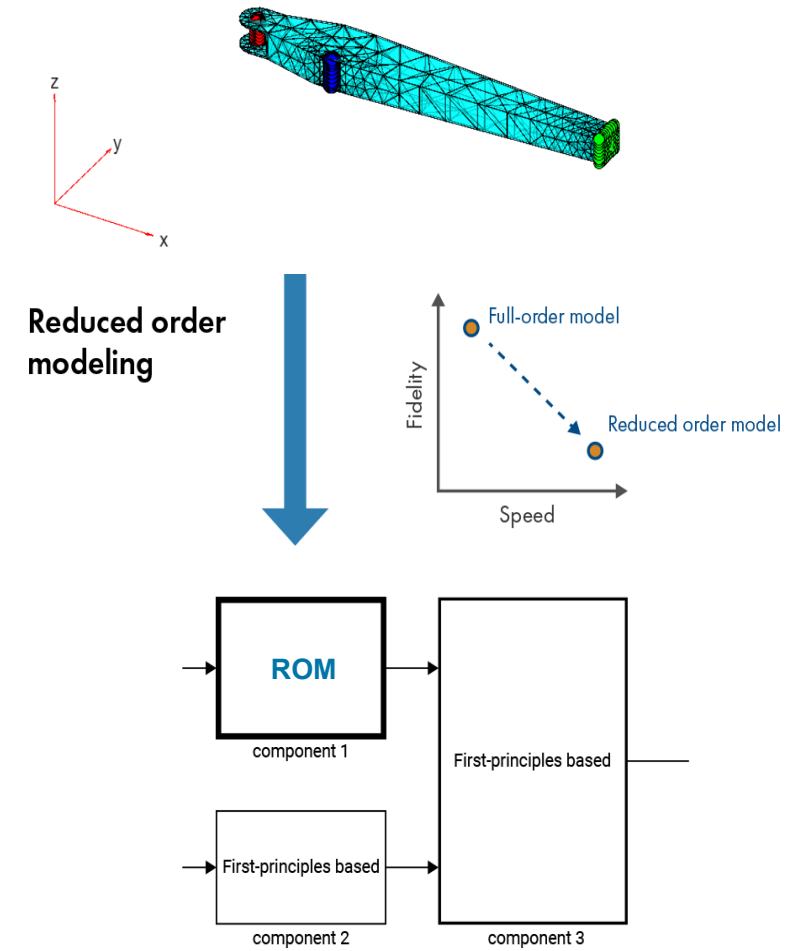 z
y
x
Reduced order
modeling
Full-order model
Fidelity
Reduced order model
Speed
ROM
component 1
First-principles based
First-principles based
component 2
component 3